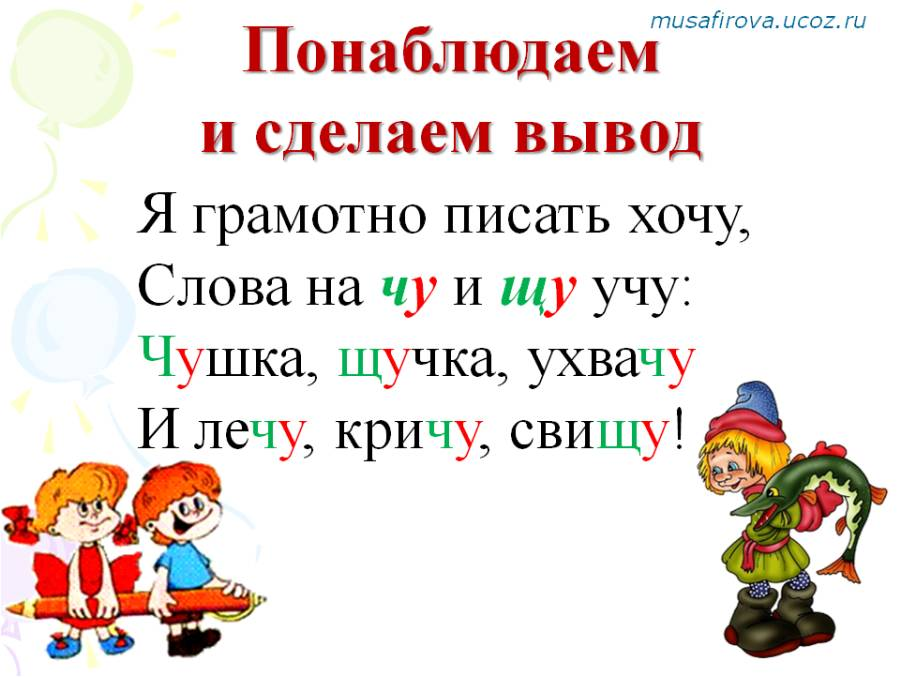 musafirova.ucoz.ru
Понаблюдаем
и сделаем вывод
Я грамотно писать хочу,
Слова на чу и щу учу:
Чушка, щучка, ухвачу
И лечу, кричу, свищу!